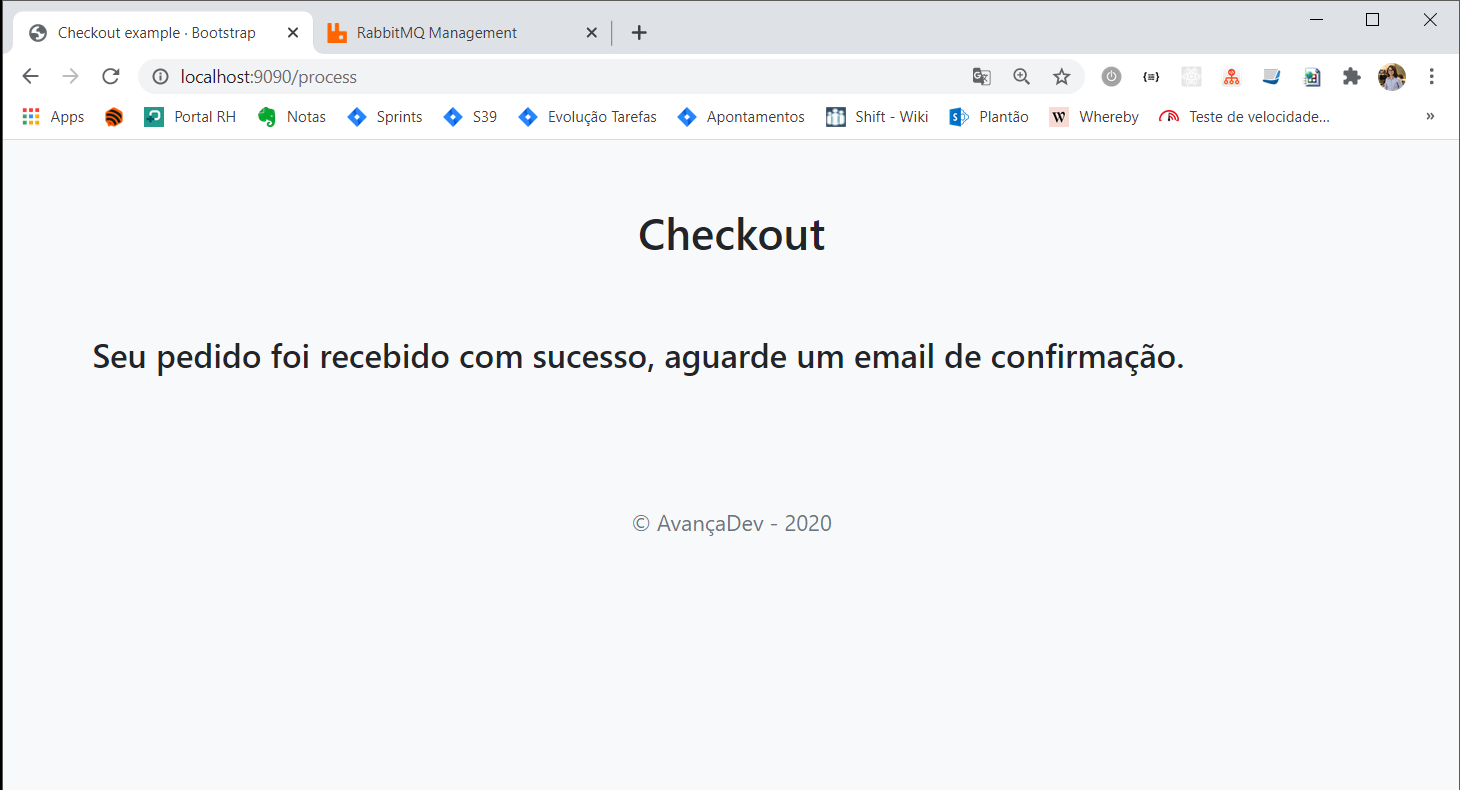 Checkout example · Bootstrap
RabbitMQ Management
localhost:9090/process
Apps Portal RH Notas Sprints S39 Evolução Tarefas Apontamentos Shift - Wiki Plantão Whereby Teste de velocidade... »
Checkout
Seu pedido foi recebido com sucesso, aguarde um email de confirmação.
© AvançaDev - 2020